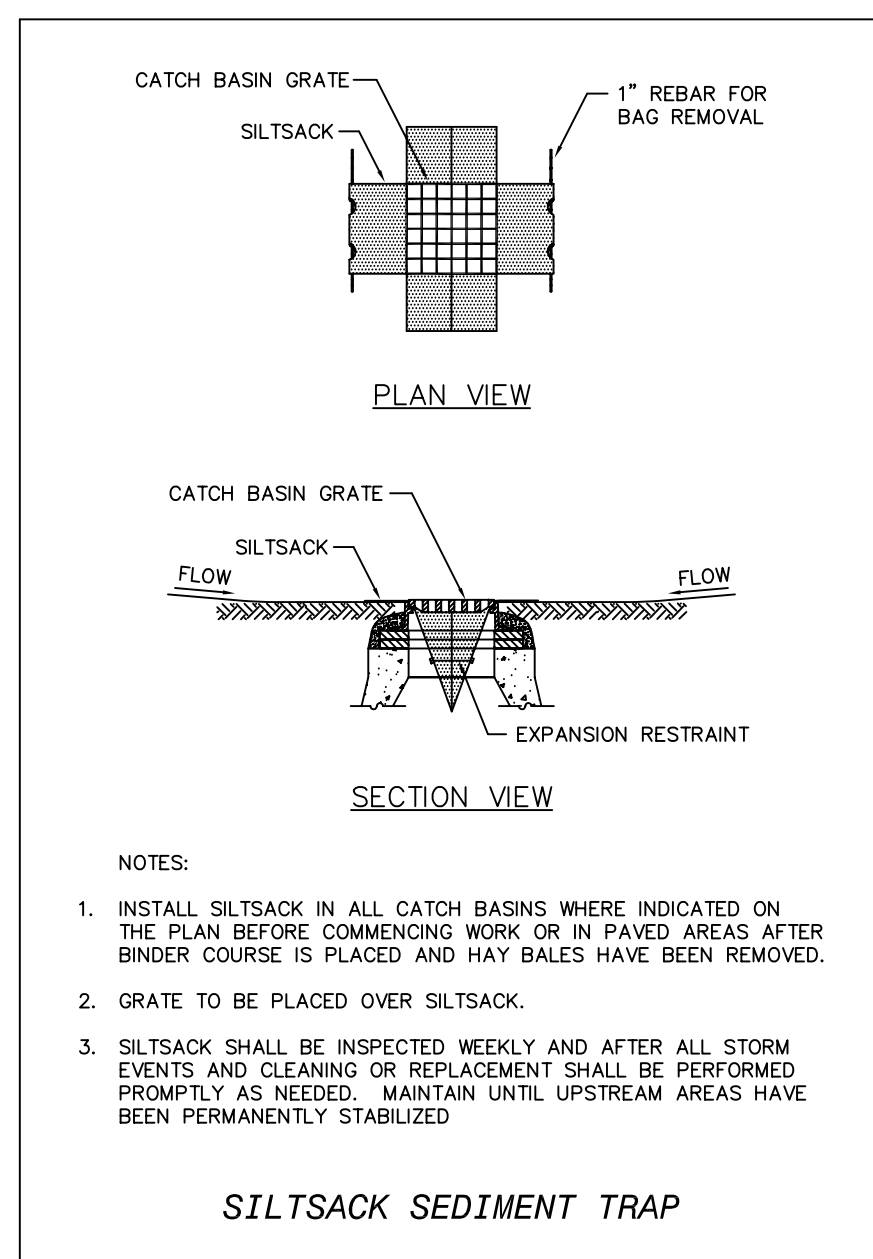 CATCH BASIN GRATE
1” REBAR FOR
BAG REMOVAL
SILTSACK
PLAN VIEW
CATCH BASIN GRATE
SILTSACK
FLOW
FLOW
EXPANSION RESTRAINT
SECTION VIEW
NOTES:
1. INSTALL SILTSACK IN ALL CATCH BASINS WHERE INDICATED ON
THE PLAN BEFORE COMMENCING WORK OR IN PAVED AREAS AFTER
BINDER COURSE IS PLACED AND HAY BALES HAVE BEEN REMOVED.
2. GRATE TO BE PLACED OVER SILTSACK.
3. SILTSACK SHALL BE INSPECTED WEEKLY AND AFTER ALL STORM
EVENTS AND CLEANING OR REPLACEMENT SHALL BE PERFORMED
PROMPTLY AS NEEDED. MAINTAIN UNTIL UPSTREAM AREAS HAVE
BEEN PERMANENTLY STABILIZED
SILTSACK SEDIMENT TRAP